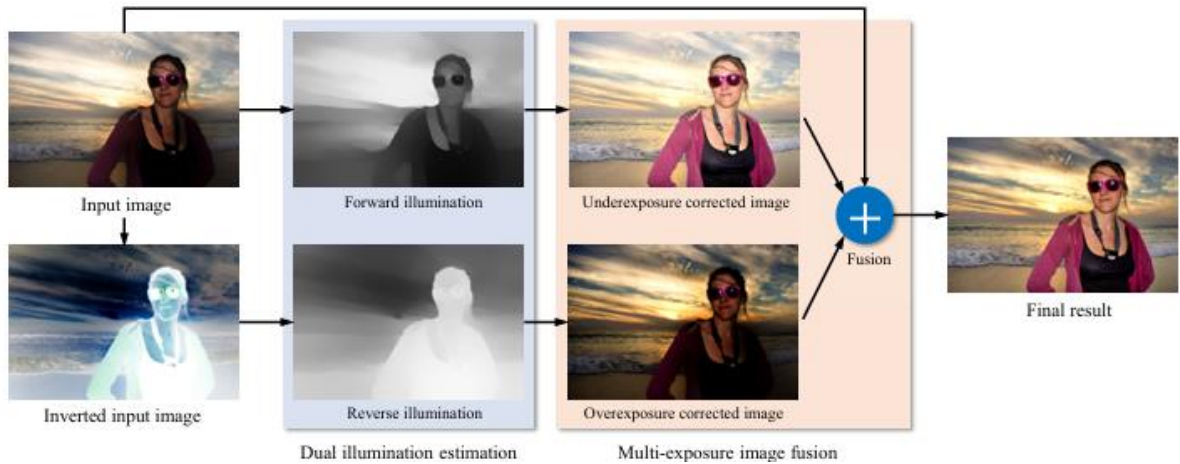 Input image
Forward illumination
Underexposure corrected image
Fusion
Final result
Inverted input image
Reverse illumination
Overexposure corrected image
Dual illumination estimation
Multi-exposure image fusion